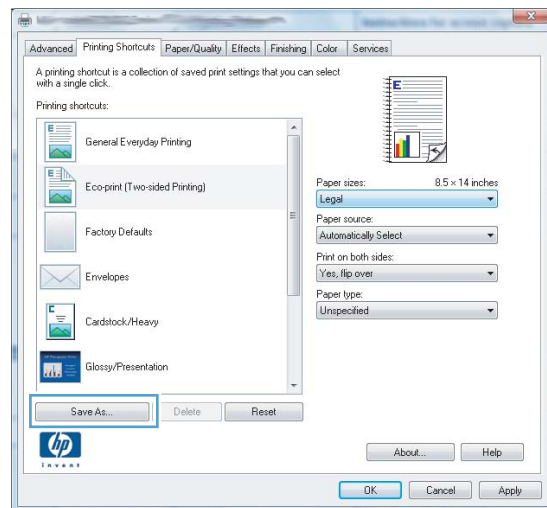 Advanced Printing Shortcuts Paper/Quality Effects Finishing Color Services
A printing shortcut is a collection of saved print settings that you can select
with a single click.
Printing shortcuts:
General Everyday Printing
Eco-print (Two-sided Printing)
Factory Defaults
Envelopes
Cardstock/Heavy
Glossy/Presentation
Paper sizes: 8.5 × 14 inches
Legal
Paper source:
Automatically Select
Print on both sides:
Yes, flip over
Paper type:
Unspecified
Save As... Delete Reset
hp
invent
About... Help
OK Cancel Apply